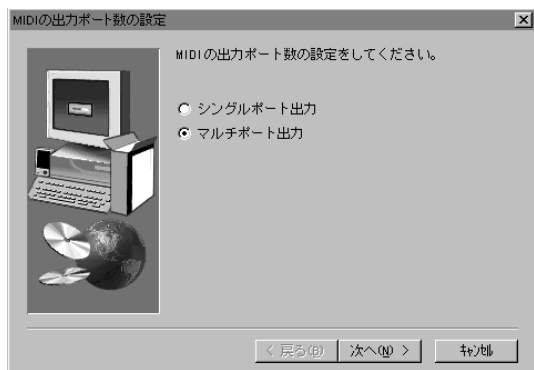 MIDIの出力ポート数の設定
MIDIの出力ポート数の設定をしてください。
シングルポート出力
マルチポート出力
< 戻る(B)
次へ(N) >
ｷｬﾝｾﾙ